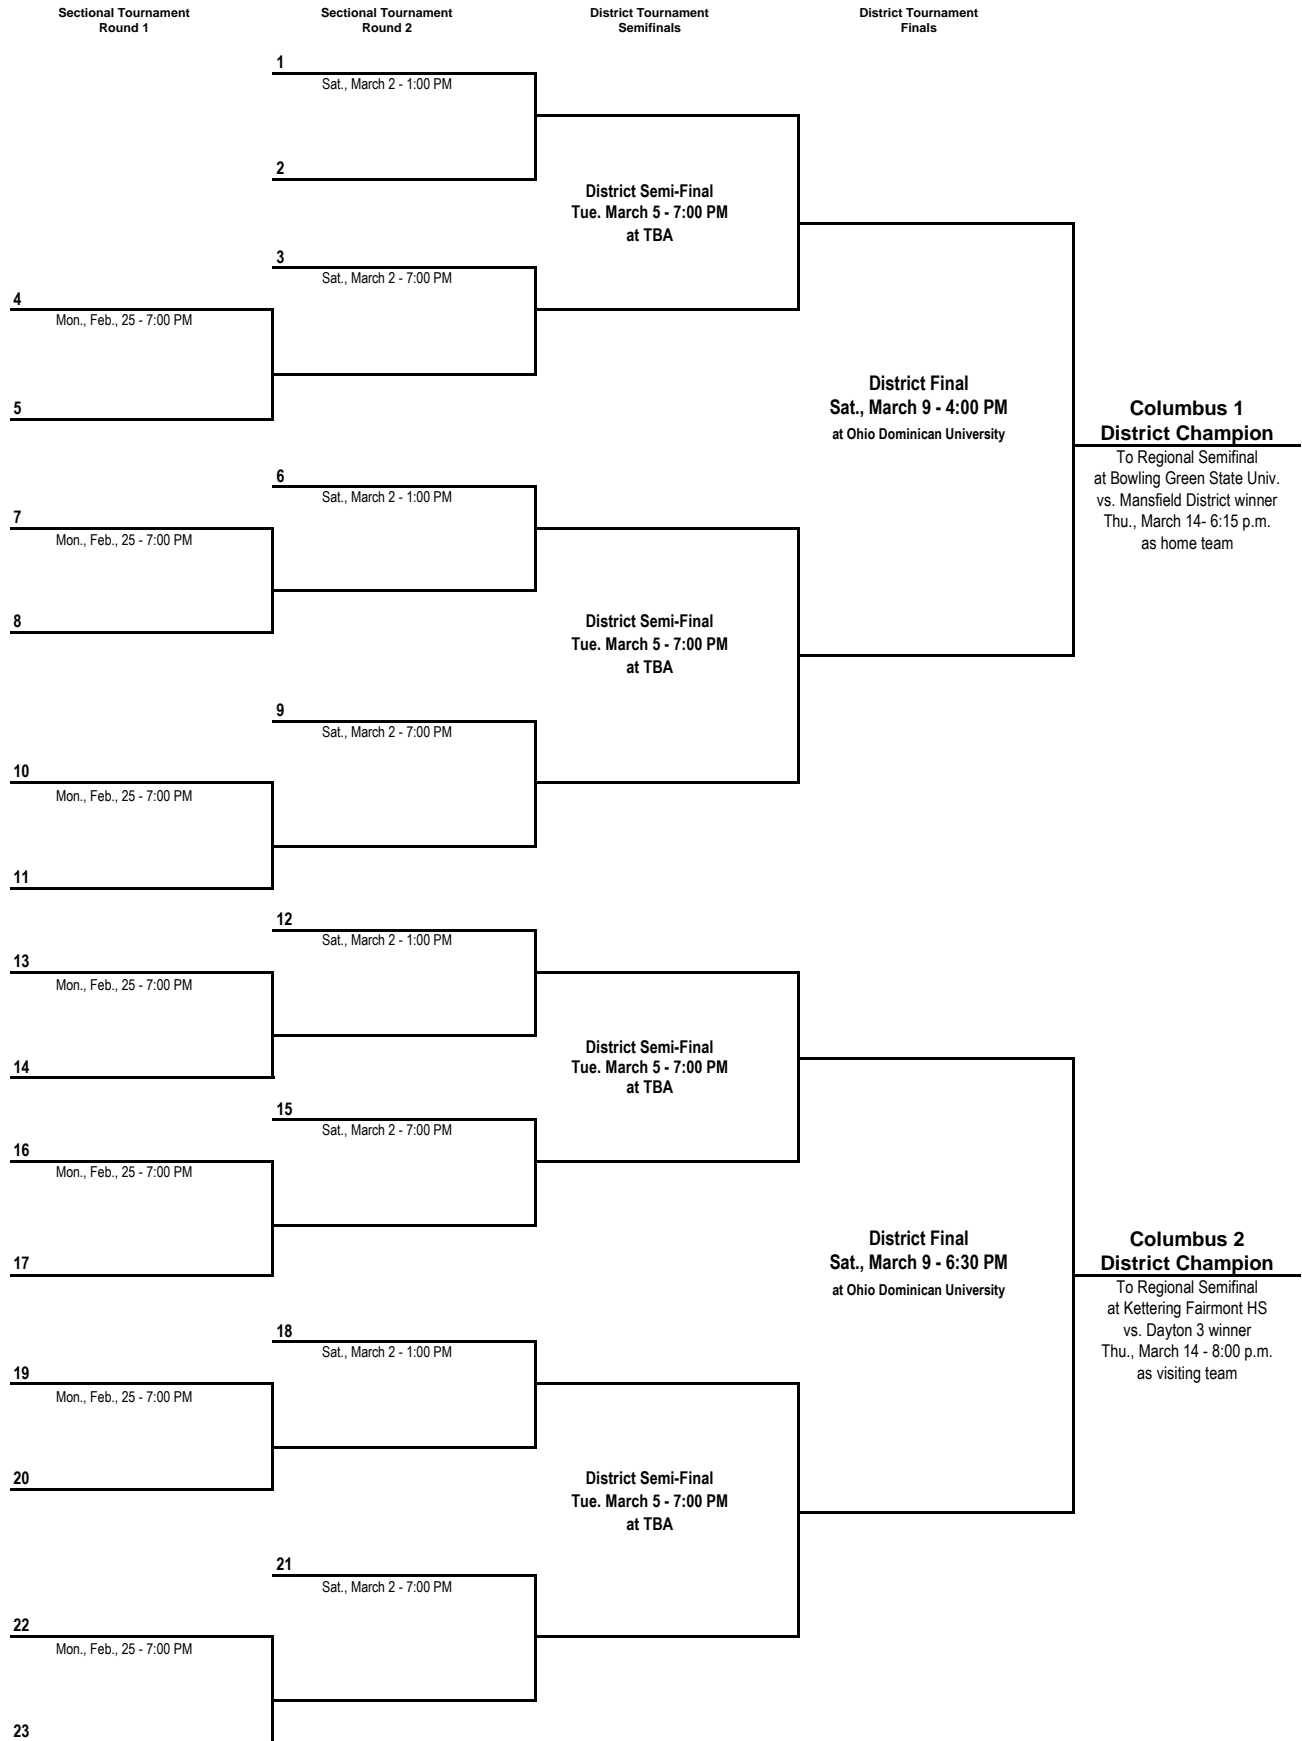 Sectional Tournament
Round 1
Sectional Tournament
Round 2
District Tournament
Semifinals
District Tournament
Finals
1
Sat., March 2 - 1:00 PM
2
District Semi-Final
Tue. March 5 - 7:00 PM
at TBA
3
Sat., March 2 - 7:00 PM
4
Mon., Feb., 25 - 7:00 PM
5
District Final
Sat., March 9 - 4:00 PM
at Ohio Dominican University
Columbus 1
District Champion
To Regional Semifinal
at Bowling Green State Univ.
vs. Mansfield District winner
Thu., March 14- 6:15 p.m.
as home team
6
Sat., March 2 - 1:00 PM
7
Mon., Feb., 25 - 7:00 PM
8
District Semi-Final
Tue. March 5 - 7:00 PM
at TBA
9
Sat., March 2 - 7:00 PM
10
Mon., Feb., 25 - 7:00 PM
11
12
Sat., March 2 - 1:00 PM
13
Mon., Feb., 25 - 7:00 PM
14
District Semi-Final
Tue. March 5 - 7:00 PM
at TBA
15
Sat., March 2 - 7:00 PM
16
Mon., Feb., 25 - 7:00 PM
17
District Final
Sat., March 9 - 6:30 PM
at Ohio Dominican University
Columbus 2
District Champion
To Regional Semifinal
at Kettering Fairmont HS
vs. Dayton 3 winner
Thu., March 14 - 8:00 p.m.
as visiting team
18
Sat., March 2 - 1:00 PM
19
Mon., Feb., 25 - 7:00 PM
20
District Semi-Final
Tue. March 5 - 7:00 PM
at TBA
21
Sat., March 2 - 7:00 PM
22
Mon., Feb., 25 - 7:00 PM
23